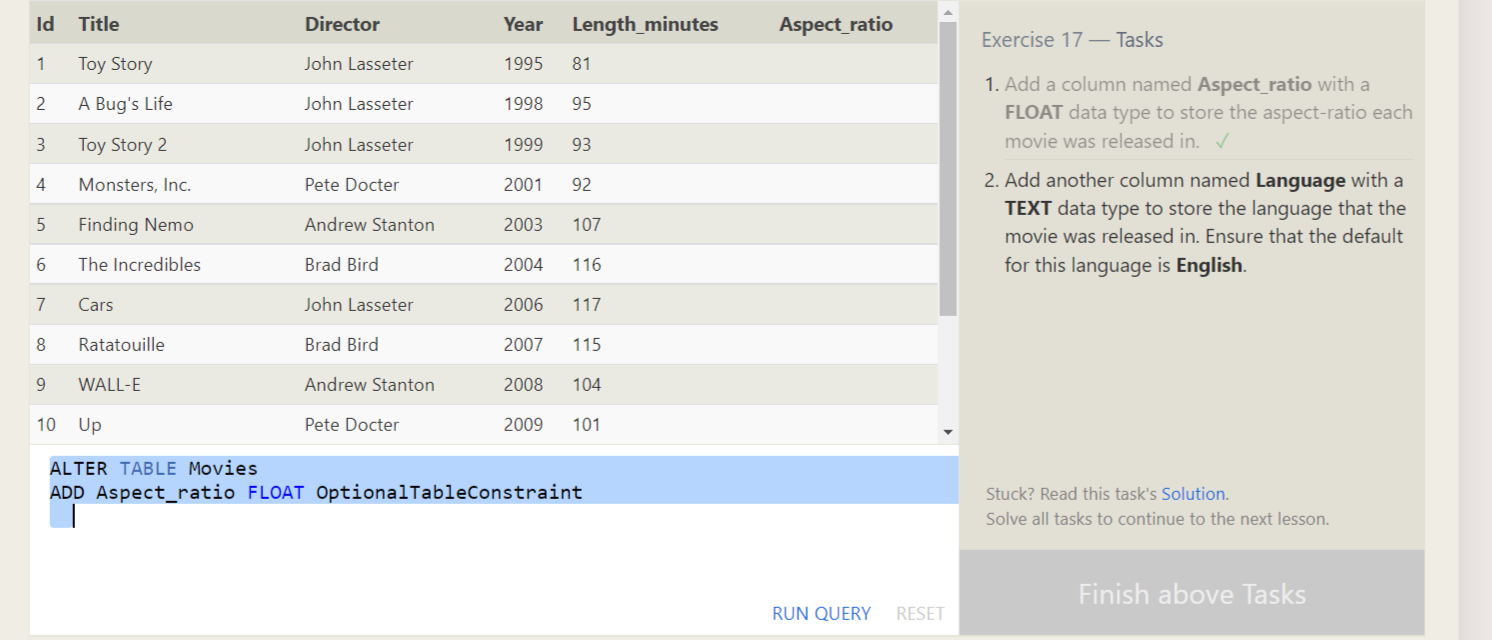 Id Title Director Year Length_minutes Aspect_ratio
1 Toy Story John Lasseter 1995 81
2 A Bug's Life John Lasseter 1998 95
3 Toy Story 2 John Lasseter 1999 93
4 Monsters, Inc. Pete Docter 2001 92
5 Finding Nemo Andrew Stanton 2003 107
6 The Incredibles Brad Bird 2004 116
7 Cars John Lasseter 2006 117
8 Ratatouille Brad Bird 2007 115
9 WALL-E Andrew Stanton 2008 104
10 Up Pete Docter 2009 101
ALTER TABLE Movies
ADD Aspect_ratio FLOAT OptionalTableConstraint
RUN QUERY RESET
Exercise 17 — Tasks
1. Add a column named Aspect_ratio with a
FLOAT data type to store the aspect-ratio each
movie was released in. ✓
2. Add another column named Language with a
TEXT data type to store the language that the
movie was released in. Ensure that the default
for this language is English.
Stuck? Read this task's Solution.
Solve all tasks to continue to the next lesson.
Finish above Tasks